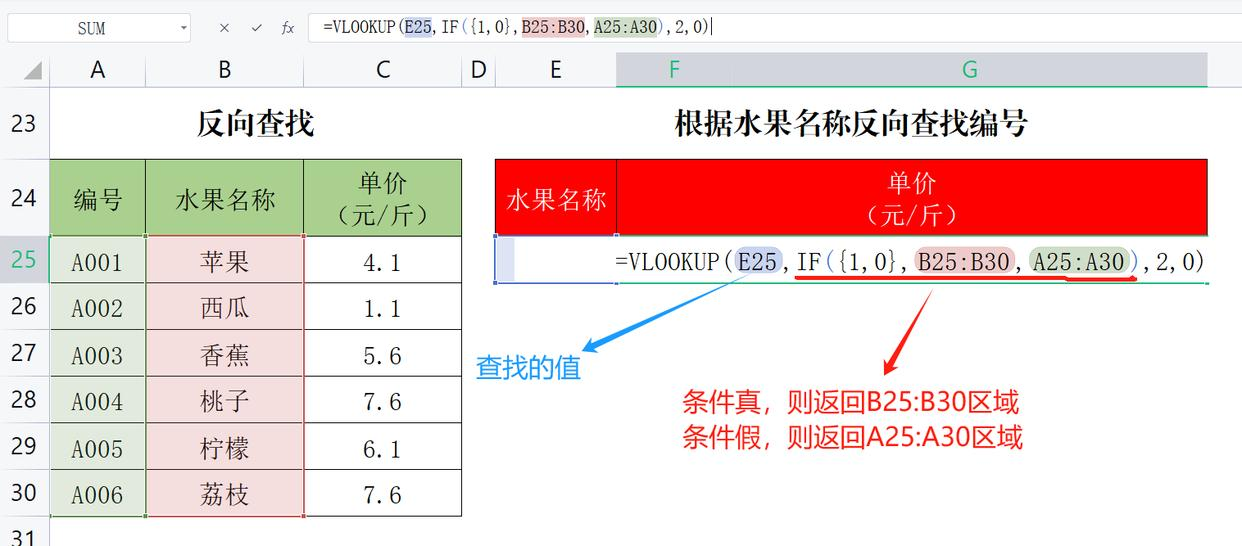 SUM
fx
=VLOOKUP(E25,IF({1,0},B25:B30,A25:A30),2,0)
A B C D E F G
23 反向查找 根据水果名称反向查找编号
24 编号 水果名称 单价
（元/斤） 水果名称 单价
（元/斤）
25 A001 苹果 4.1 =VLOOKUP(E25,IF({1,0},B25:B30,A25:A30),2,0)
26 A002 西瓜 1.1
27 A003 香蕉 5.6
查找的值
28 A004 桃子 7.6
条件真，则返回B25:B30区域
条件假，则返回A25:A30区域
29 A005 柠檬 6.1
30 A006 荔枝 7.6
31